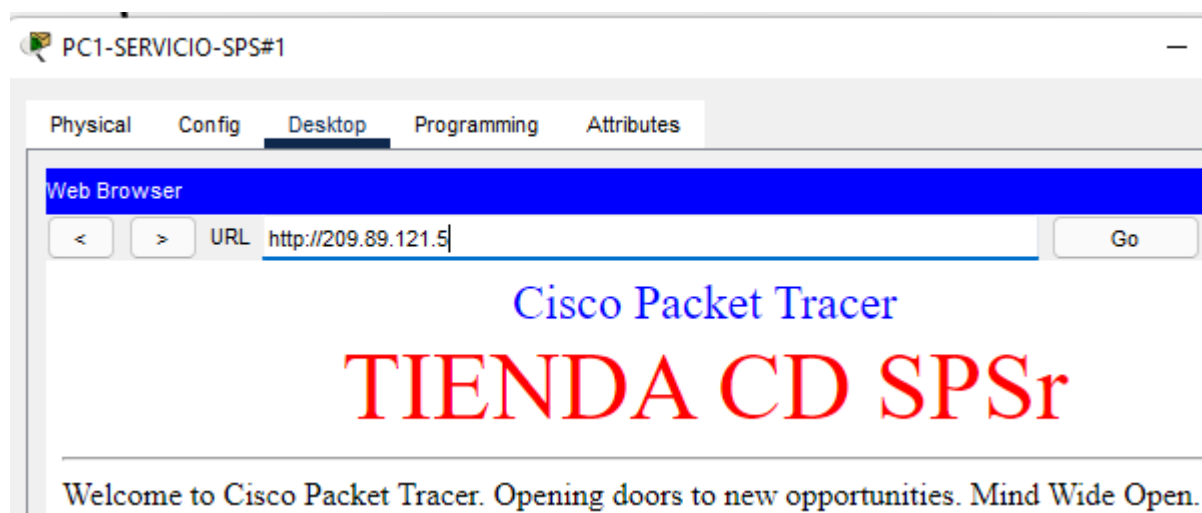 PC1-SERVICIO-SPS#1
Physical Config Desktop Programming Attributes
Web Browser
< > URL http://209.89.121.5 Go
Cisco Packet Tracer
TIENDA CD SPSr
Welcome to Cisco Packet Tracer. Opening doors to new opportunities. Mind Wide Open.